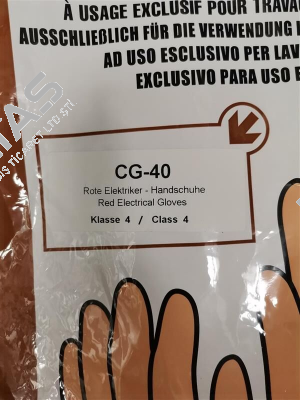 À USAGE EXCLUSIF POUR TRAVA
AUSSCHLIEßLICH FÜR DIE VERWENDUNG
AD USO ESCLUSIVO PER LA
EXCLUSIVO PARA USO E
CG-40
Rote Elektriker - Handschuhe
Red Electrical Gloves
Klasse 4 / Class 4